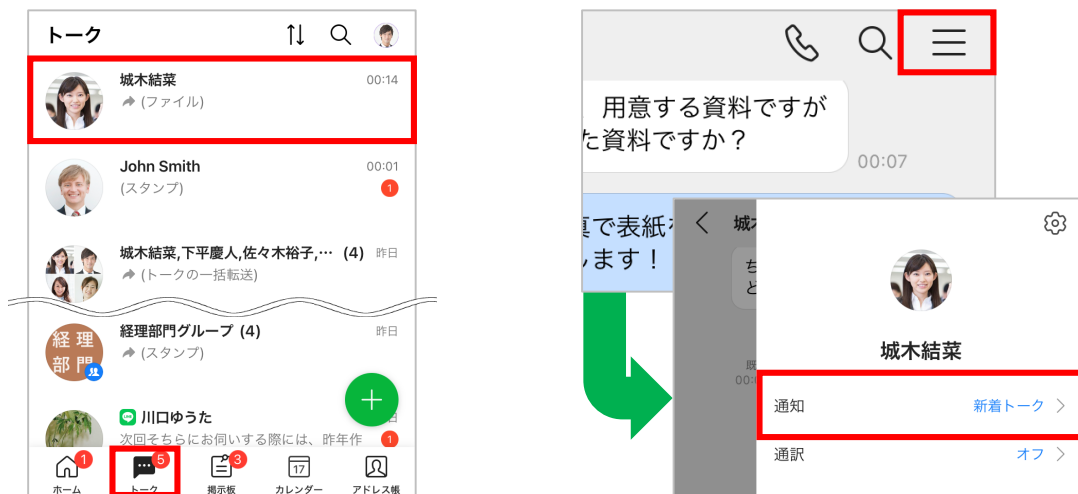 トーク
城木結菜
00:14
(ファイル)
John Smith
00:01
(スタンプ)
1
城木結菜,下平慶人,佐々木裕子,… (4)
昨日
(トークの一括転送)
経理
部門
経理部門グループ (4)
昨日
(スタンプ)
LINE
川口ゆうた
日
次回そちらにお伺いする際には、昨年作
1
1
5
3
17
ホーム
トーク
掲示板
カレンダー
アドレス帳
用意する資料ですが
た資料ですか？
00:07
で表紙
します！
城
ち
と
既
00:
城木結菜
通知
新着トーク
通訳
オフ